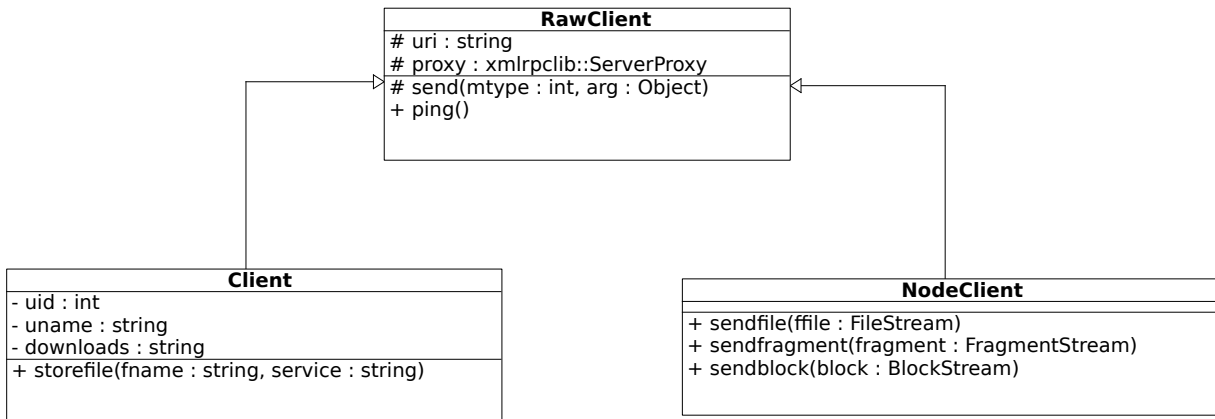 RawClient
# uri : string
# proxy : xmlrpclib::ServerProxy
# send(mtype : int, arg : Object)
+ ping()
Client
- uid : int
- uname : string
- downloads : string
+ storefile(fname : string, service : string)
NodeClient
+ sendfile(ffile : FileStream)
+ sendfragment(fragment : FragmentStream)
+ sendblock(block : BlockStream)